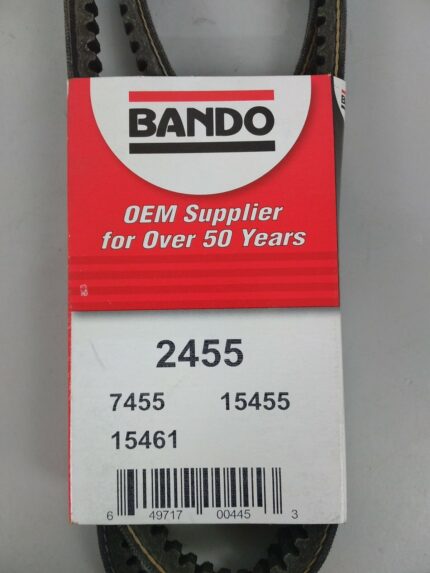 BANDO
OEM Supplier
for Over 50 Years
2455
7455 15455
15461
6 49717 00445 3